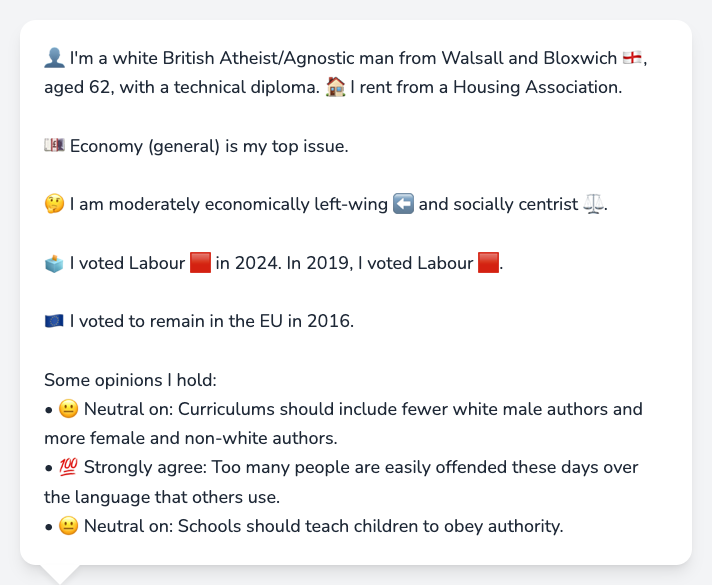 👤 I'm a white British Atheist/Agnostic man from Walsall and Bloxwich 🏴󠁧󠁢󠁥󠁮󠁧󠁿,
aged 62, with a technical diploma. 🏠 I rent from a Housing Association.
💷 Economy (general) is my top issue.
🤔 I am moderately economically left-wing ⬅️ and socially centrist ⚖️.
🗳️ I voted Labour 🟥 in 2024. In 2019, I voted Labour 🟥.
🇪🇺 I voted to remain in the EU in 2016.
Some opinions I hold:
• 😐 Neutral on: Curriculums should include fewer white male authors and
more female and non-white authors.
• 💯 Strongly agree: Too many people are easily offended these days over
the language that others use.
• 😐 Neutral on: Schools should teach children to obey authority.